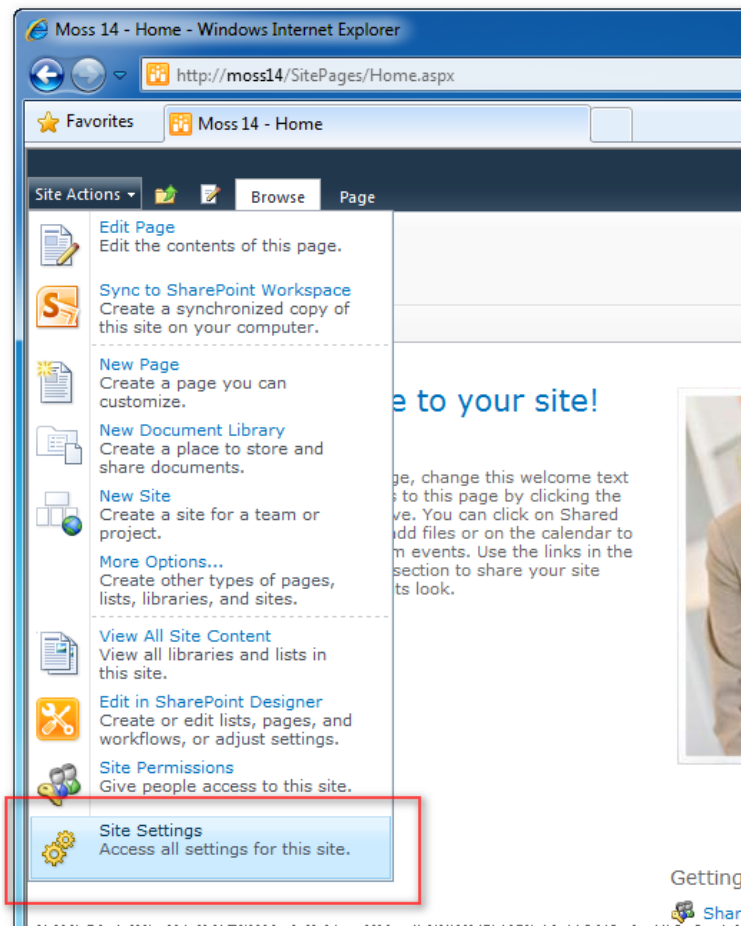 Moss 14 - Home - Windows Internet Explorer
http://moss14/SitePages/Home.aspx
Favorites
Moss 14 - Home
Site Actions
Browse
Page
Edit Page
Edit the contents of this page.
Sync to SharePoint Workspace
Create a synchronized copy of
this site on your computer.
New Page
Create a page you can
customize.
New Document Library
Create a place to store and
share documents.
New Site
Create a site for a team or
project.
More Options...
Create other types of pages,
lists, libraries, and sites.
View All Site Content
View all libraries and lists in
this site.
Edit in SharePoint Designer
Create or edit lists, pages, and
workflows, or adjust settings.
Site Permissions
Give people access to this site.
Site Settings
Access all settings for this site.
e to your site!
ge, change this welcome text
s to this page by clicking the
ve. You can click on Shared
add files or on the calendar to
m events. Use the links in the
section to share your site
ts look.
Getting
Shar